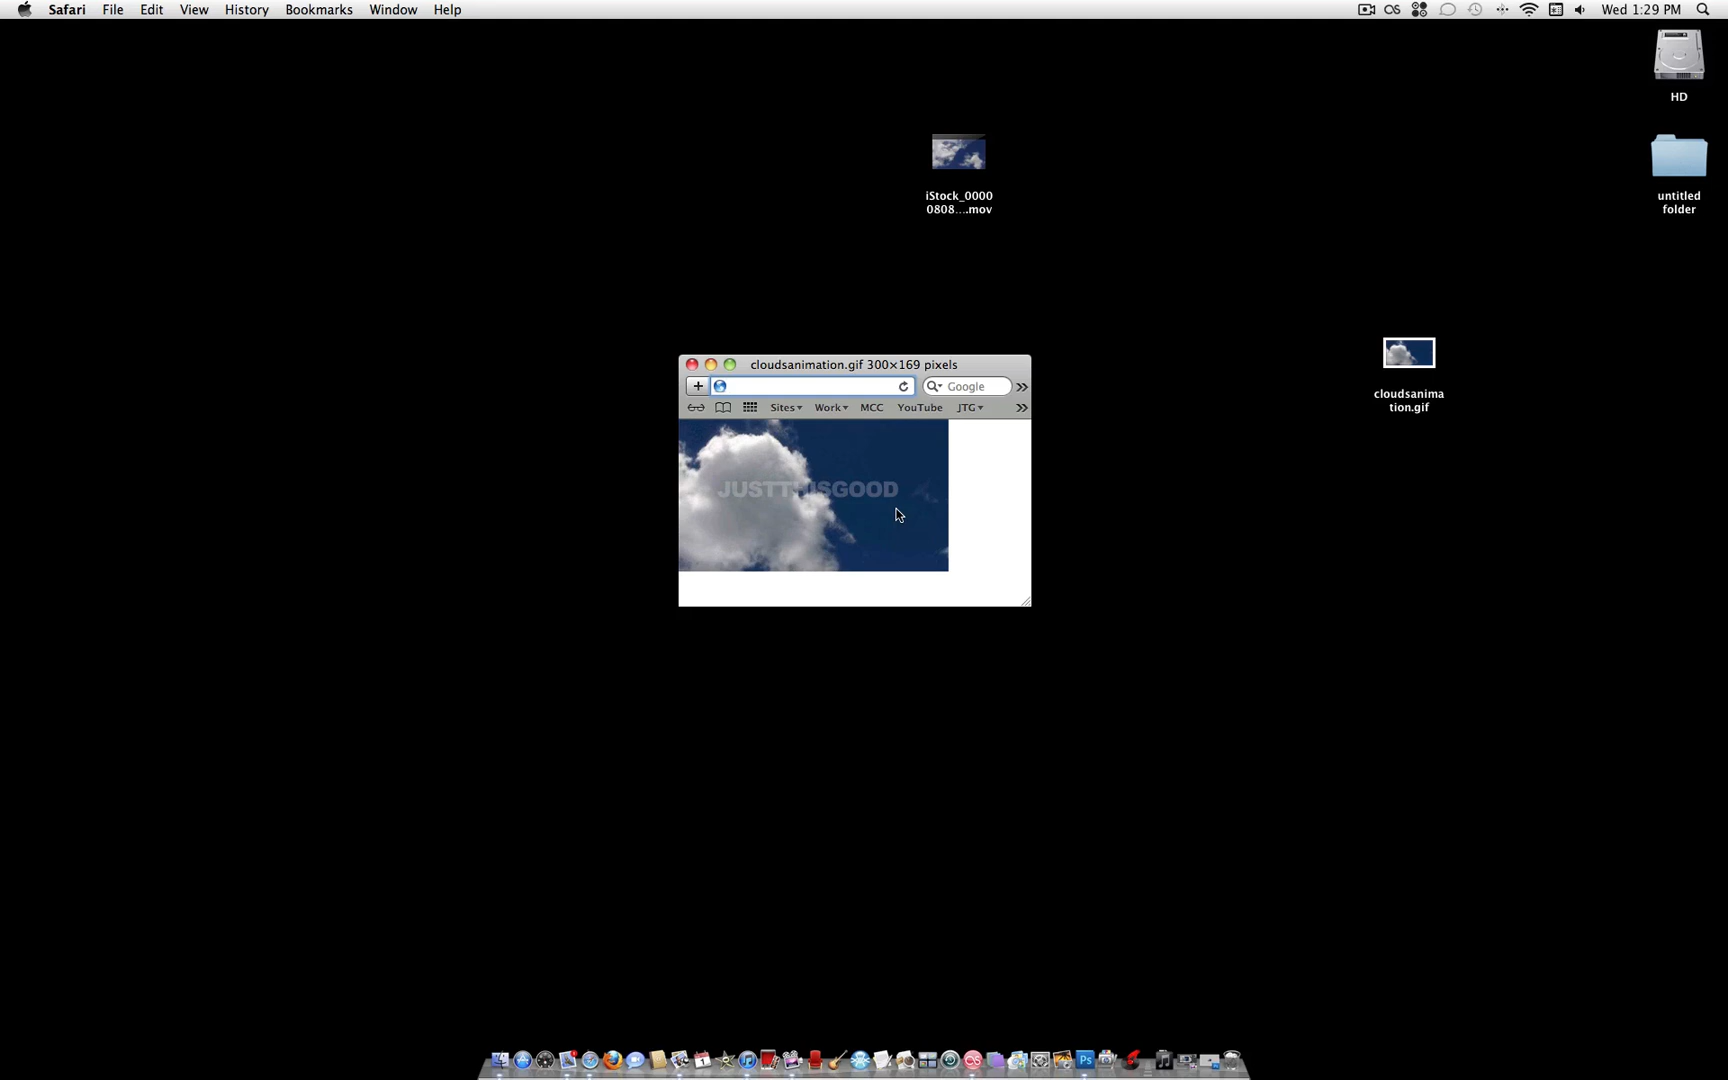 Safari File Edit View History Bookmarks Window Help Wed 1:29 PM
HD
iStock_0000
0808....mov
untitled
folder
cloudsanimation.gif 300×169 pixels
Google
Sites Work MCC YouTube JTG
cloudsanima
tion.gif
JUSTTHISGOOD